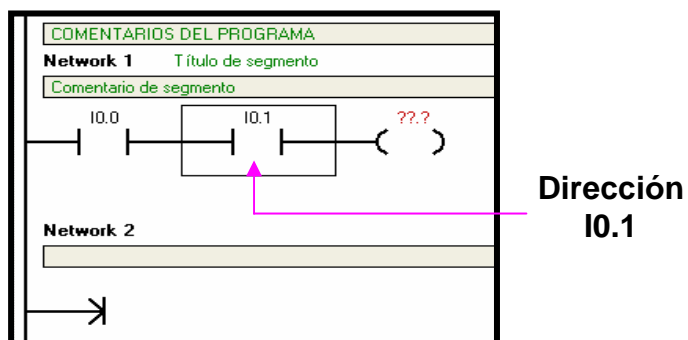 COMENTARIOS DEL PROGRAMA
Network 1 Título de segmento
Comentario de segmento
I0.0 I0.1 ??.?
Dirección
I0.1
Network 2